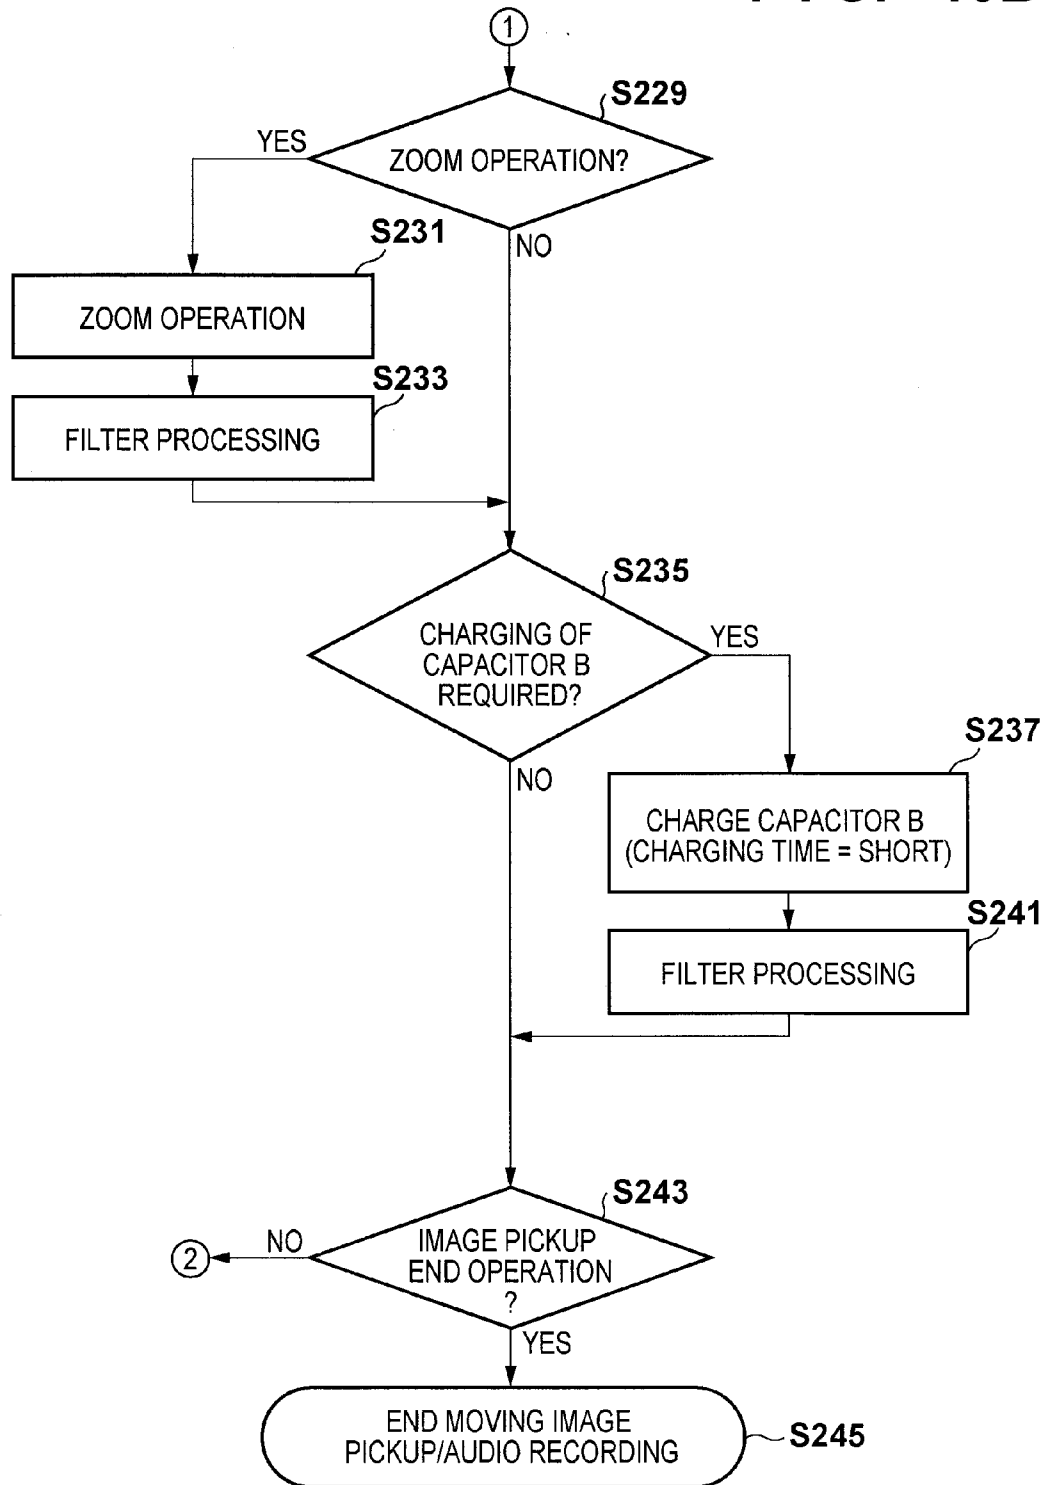 1
S229
YES
ZOOM OPERATION?
S231
NO
ZOOM OPERATION
S233
FILTER PROCESSING
S235
CHARGING OF
CAPACITOR B
REQUIRED?
YES
S237
NO
CHARGE CAPACITOR B
(CHARGING TIME = SHORT)
S241
FILTER PROCESSING
S243
2
NO
IMAGE PICKUP
END OPERATION
?
YES
END MOVING IMAGE
PICKUP/AUDIO RECORDING
S245